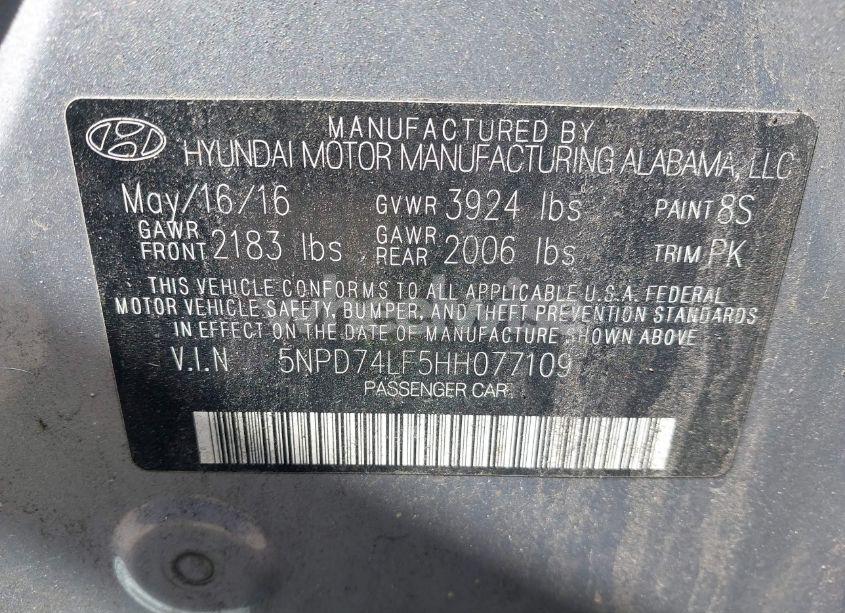 MANUFACTURED BY
HYUNDAI MOTOR MANUFACTURING ALABAMA, LLC
May/16/16 GVWR 3924 lbs PAINT 8S
GAWR FRONT 2183 lbs GAWR REAR 2006 lbs TRIM PK
THIS VEHICLE CONFORMS TO ALL APPLICABLE U.S.A. FEDERAL
MOTOR VEHICLE SAFETY, BUMPER, AND THEFT PREVENTION STANDARDS
IN EFFECT ON THE DATE OF MANUFACTURE SHOWN ABOVE
V.I.N 5NPD74LF5HH077109
PASSENGER CAR